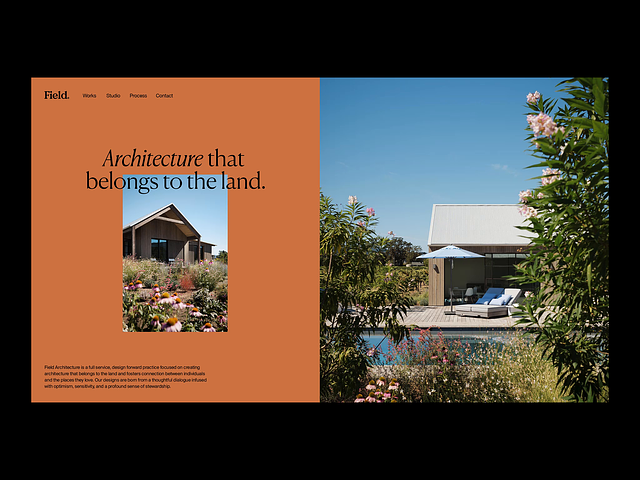 Field.
Works Studio Process Contact
Architecture that
belongs to the land.
Field Architecture is a full service, design forward practice focused on creating
architecture that belongs to the land and fosters connection between individuals
and the places they love. Our designs are born from a thoughtful dialogue infused
with optimism, sensitivity, and a profound sense of stewardship.